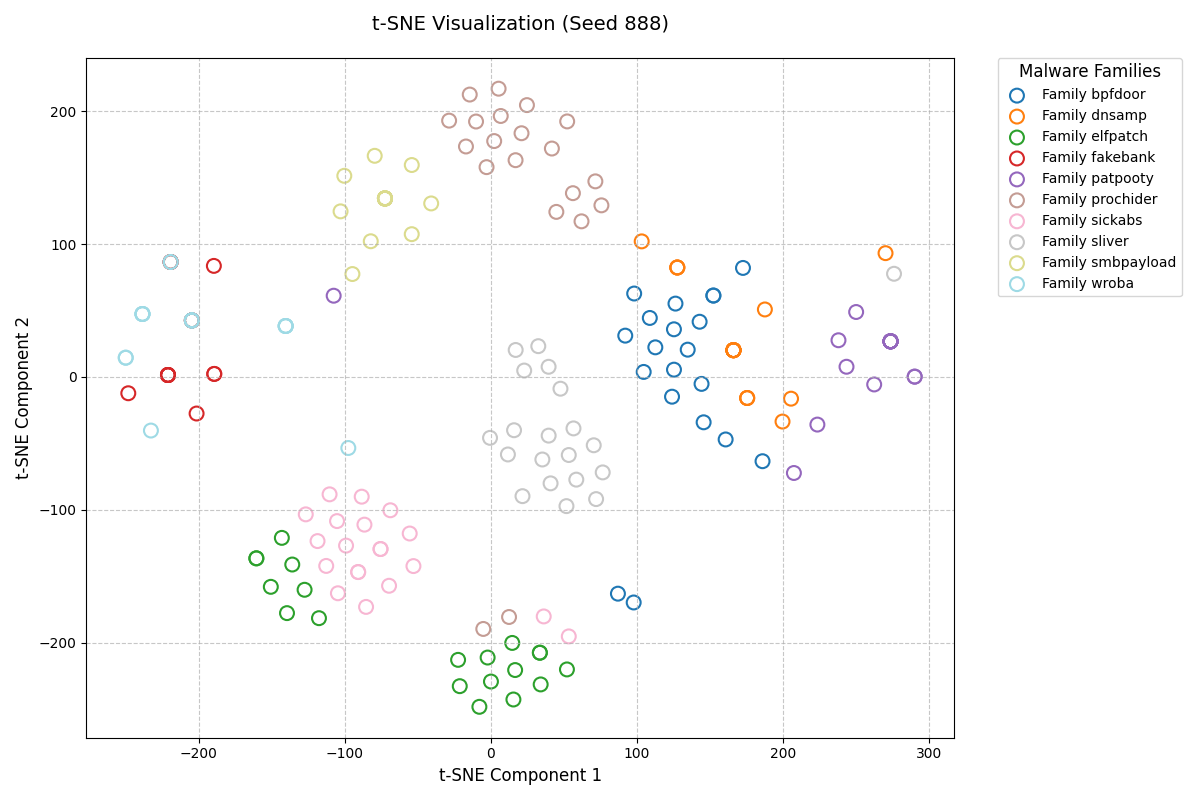 t-SNE Visualization (Seed 888)
Malware Families
Family bpfdoor
Family dnsamp
Family elfpatch
Family fakebank
Family patpooty
Family prochider
Family sickabs
Family sliver
Family smbpayload
Family wroba
t-SNE Component 2
200
100
0
−100
−200
−200
−100
0
100
200
300
t-SNE Component 1